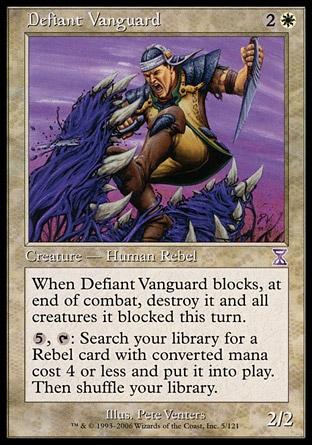 Defiant Vanguard 2
Creature — Human Rebel
When Defiant Vanguard blocks, at
end of combat, destroy it and all
creatures it blocked this turn.
5, : Search your library for a
Rebel card with converted mana
cost 4 or less and put it into play.
Then shuffle your library.
Illus. Pete Venters
™ & © 1993-2006 Wizards of the Coast, Inc. 5/121
2/2